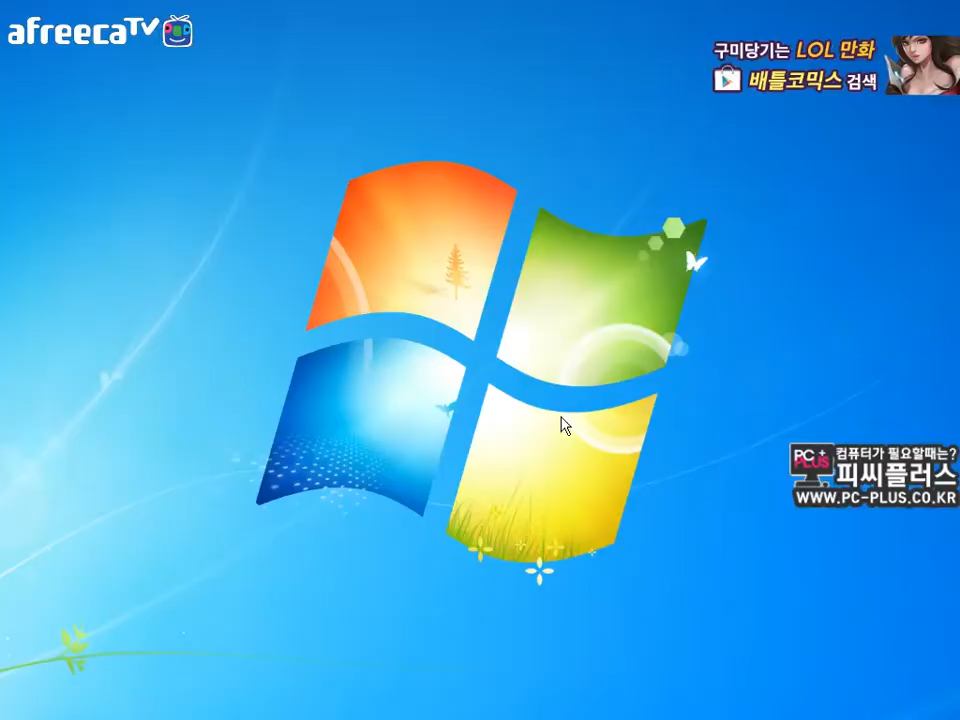 afreecaTV
구미당기는 LOL 만화
배틀코믹스 검색
컴퓨터가 필요할때는?
PC+ PLUS
피씨플러스
WWW.PC-PLUS.CO.KR